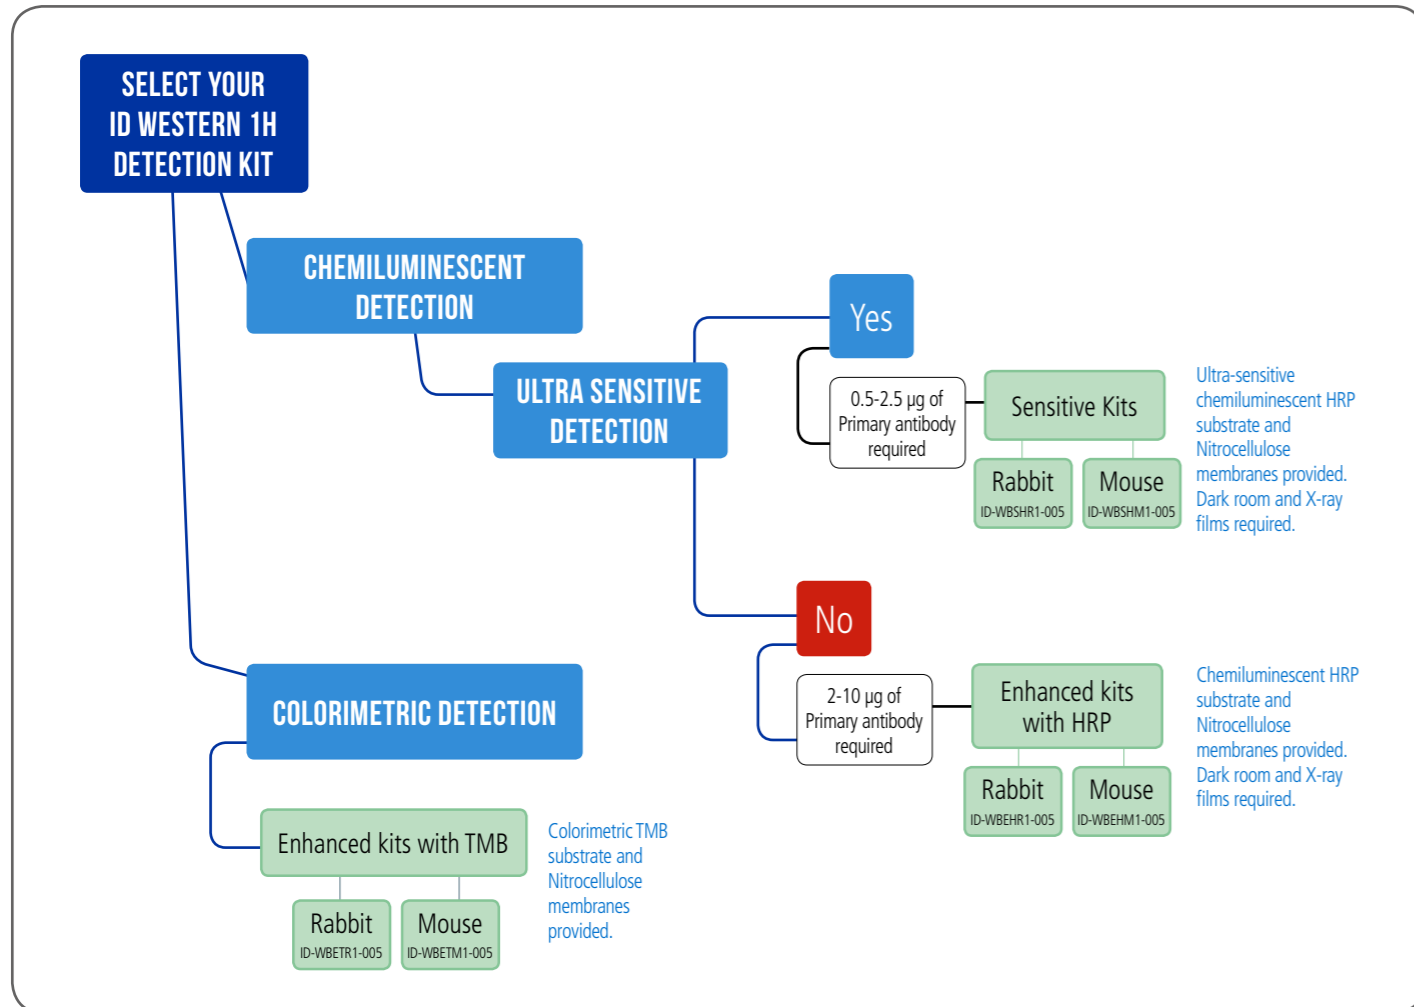 SELECT YOUR
ID WESTERN 1H
DETECTION KIT
CHEMILUMINESCENT
DETECTION
ULTRA SENSITIVE
DETECTION
Yes
0.5-2.5 µg of
Primary antibody
required
Sensitive Kits
Rabbit
ID-WBSHR1-005
Mouse
ID-WBSHM1-005
Ultra-sensitive
chemiluminescent HRP
substrate and
Nitrocellulose
membranes provided.
Dark room and X-ray
films required.
No
2-10 µg of
Primary antibody
required
Enhanced kits
with HRP
Rabbit
ID-WBEHR1-005
Mouse
ID-WBEHM1-005
Chemiluminescent HRP
substrate and
Nitrocellulose
membranes provided.
Dark room and X-ray
films required.
COLORIMETRIC DETECTION
Enhanced kits with TMB
Rabbit
ID-WBETR1-005
Mouse
ID-WBETM1-005
Colorimetric TMB
substrate and
Nitrocellulose
membranes
provided.